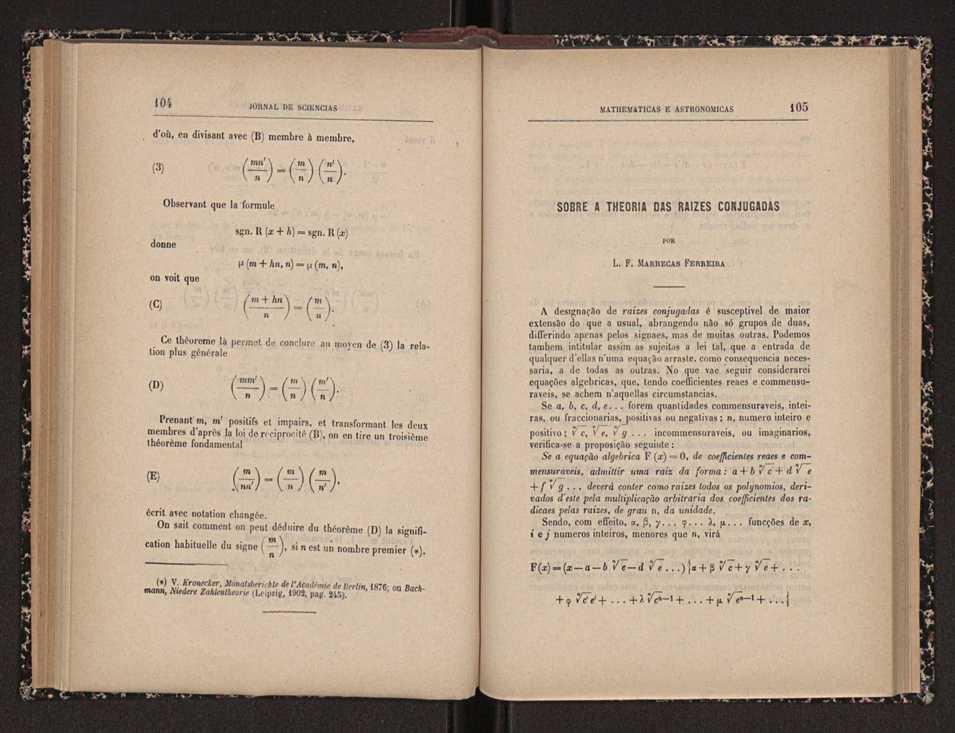 104
JORNAL DE SCIENCIAS
d'où, en divisant avec (B) membre à membre,
(3) (mn'/n) = (m/n) (n'/n).
Observant que la formule
sgn. R (x + h) = sgn. R (x)
donne
μ (m + hn, n) = μ (m, n),
on voit que
(C) (m + hn/n) = (m/n).
Ce théoreme là permet de conclure au moyen de (3) la rela-
tion plus générale
(D) (mm'/n) = (m/n) (m'/n).
Prenant m, m' positifs et impairs, et transformant les deux
membres d'après la loi de reciprocité (B), on en tire un troisième
théorème fondamental
(E) (m/nn') = (m/n) (m/n'),
écrit avec notation changée.
On sait comment on peut déduire du théorème (D) la signifi-
cation habituelle du signe (m/n), si n est un nombre premier (*).
(*) V. Kronecker, Monatsberichte de l'Académie de Berlin, 1876; ou Bach-
mann, Niedere Zahlentheorie (Leipzig, 1902, pag. 245).
MATHEMATICAS E ASTRONOMICAS
105
SOBRE A THEORIA DAS RAIZES CONJUGADAS
POR
L. F. MARRECAS FERREIRA
A designação de raizes conjugadas é susceptivel de maior
extensão do que a usual, abrangendo não só grupos de duas,
differindo apenas pelos signaes, mas de muitas outras. Podemos
tambem intitular assim as sujeitas a lei tal, que a entrada de
qualquer d'ellas n'uma equação arraste, como consequencia neces-
saria, a de todas as outras. No que vae seguir considerarei
equações algebricas, que, tendo coefficientes reaes e commensu-
raveis, se achem n'aquellas circumstancias.
Se a, b, c, d, e... forem quantidades commensuraveis, intei-
ras, ou fraccionarias, positivas ou negativas; n, numero inteiro e
positivo; ⁿ√c, ⁿ√e, ⁿ√g ... incommensuraveis, ou imaginarios,
verifica-se a proposição seguinte:
Se a equação algebrica F (x) = 0, de coefficientes reaes e com-
mensuraveis, admittir uma raiz da forma: a + b ⁿ√c + d ⁿ√e
+ f ⁿ√g ... deverá conter como raizes todos os polynomios, deri-
vados d'este pela multiplicação arbitraria dos coefficientes dos ra-
dicaes pelas raizes, de grau n, da unidade.
Sendo, com effeito, α, β, γ... φ... λ, μ... funcções de x,
i e j numeros inteiros, menores que n, virá
F(x) = (x — a — b ⁿ√c — d ⁿ√e ...) {α + β ⁿ√c + γ ⁿ√e + ...
+ φ ⁿ√cⁱeʲ + ... + λ ⁿ√cⁿ⁻¹ + ... + μ ⁿ√eⁿ⁻¹ + ...}